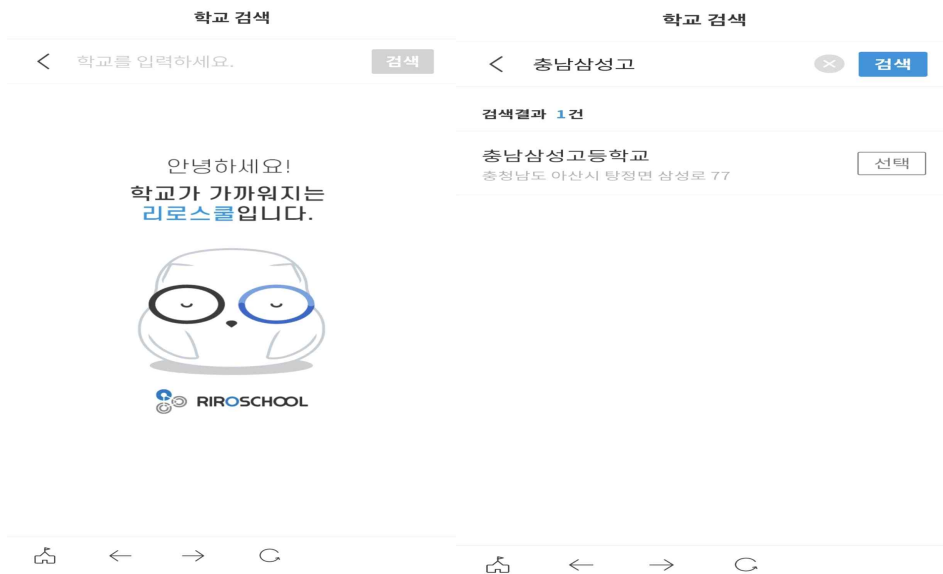 학교 검색
학교를 입력하세요.
검색
안녕하세요!
학교가 가까워지는
리로스쿨입니다.
RIROSCHOOL
학교 검색
충남삼성고
검색
검색결과 1건
충남삼성고등학교
충청남도 아산시 탕정면 삼성로 77
선택